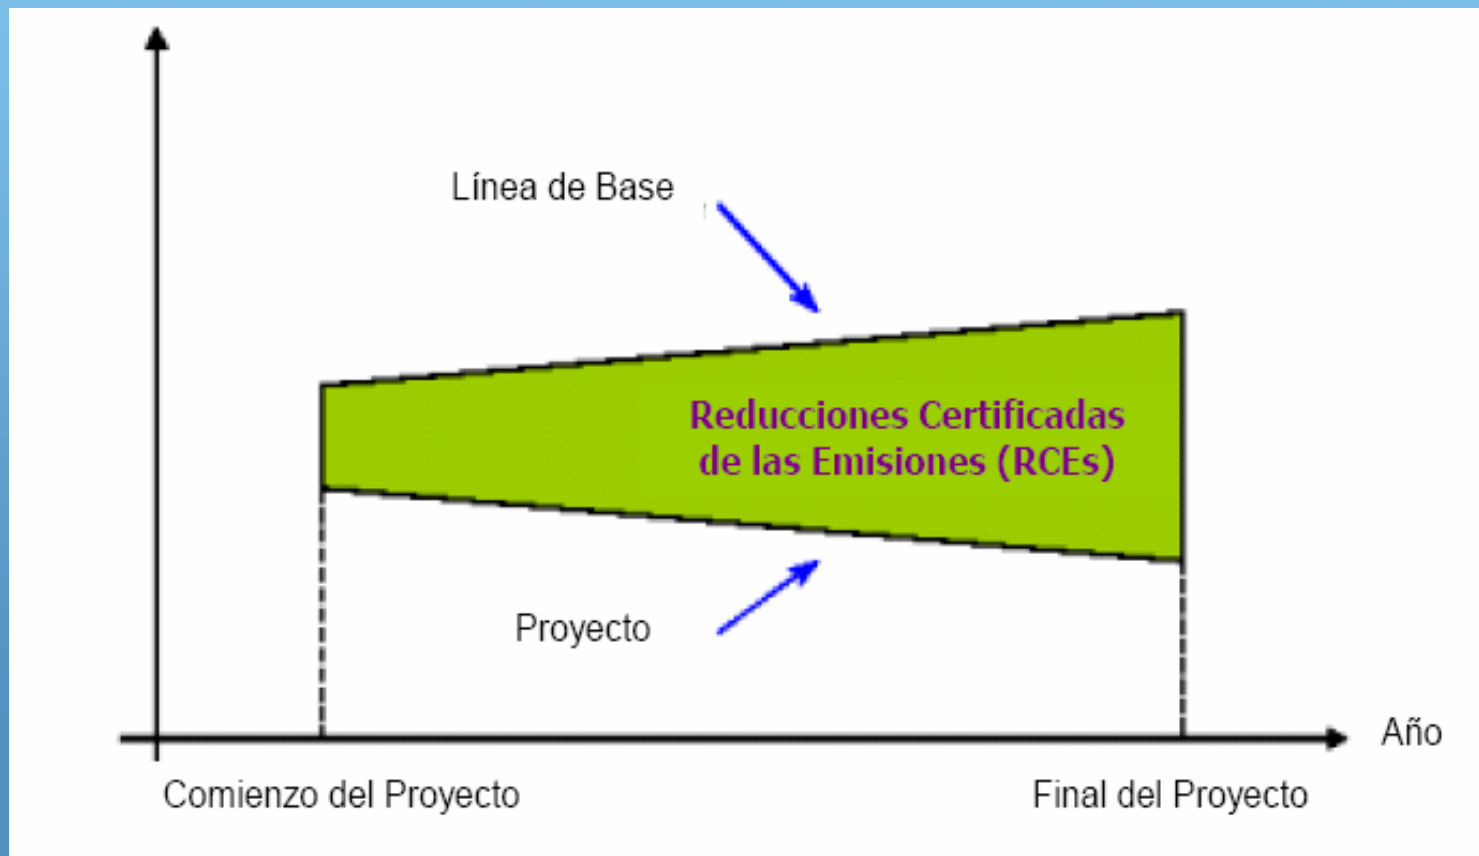 Línea de Base
Reducciones Certificadas
de las Emisiones (RCEs)
Proyecto
Año
Comienzo del Proyecto
Final del Proyecto